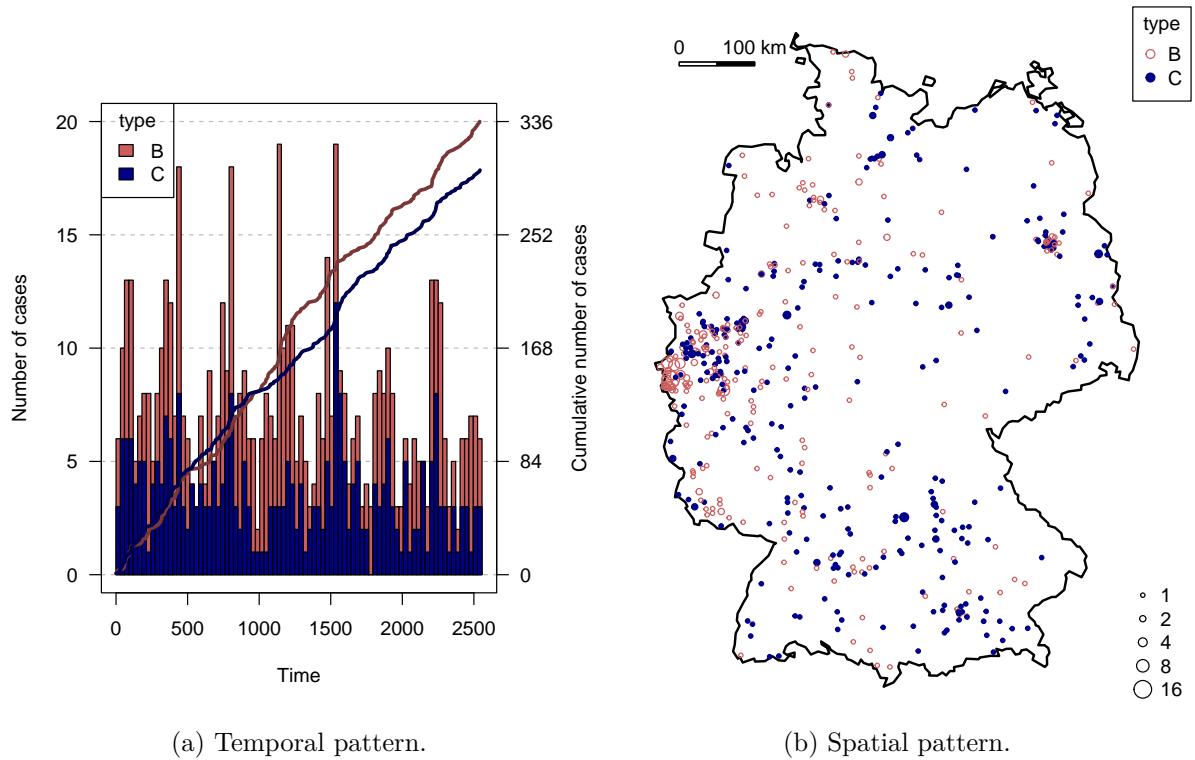 type
B
C
0
5
10
15
20
Number of cases
0
84
168
252
336
Cumulative number of cases
0
500
1000
1500
2000
2500
Time
(a) Temporal pattern.
0
100 km
type
B
C
1
2
4
8
16
(b) Spatial pattern.